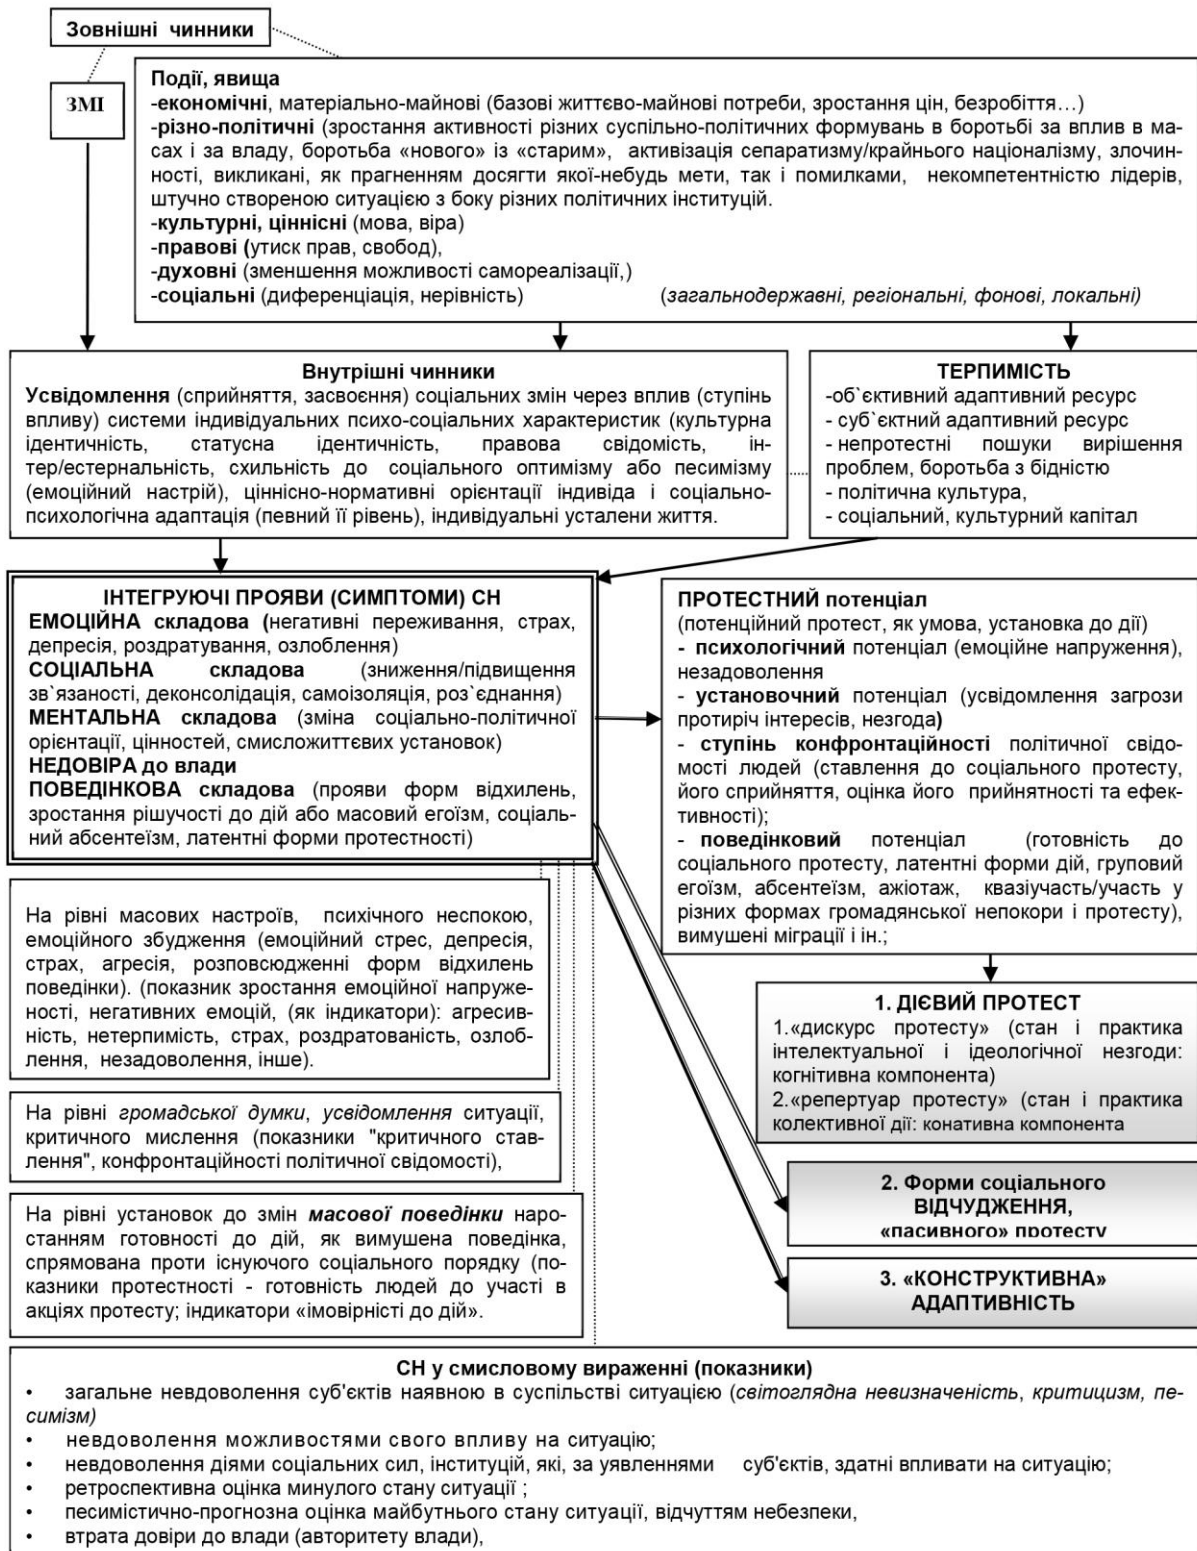 Зовнішні чинники
ЗМІ
Події, явища
-економічні, матеріально-майнові (базові життєво-майнові потреби, зростання цін, безробіття…)
-різно-політичні (зростання активності різних суспільно-політичних формувань в боротьбі за вплив в ма-
сах і за владу, боротьба «нового» із «старим», активізація сепаратизму/крайнього націоналізму, злочин-
ності, викликані, як прагненням досягти якої-небудь мети, так і помилками, некомпетентністю лідерів,
штучно створеною ситуацією з боку різних політичних інституцій.
-культурні, ціннісні (мова, віра)
-правові (утиск прав, свобод),
-духовні (зменшення можливості самореалізації,)
-соціальні (диференціація, нерівність) (загальнодержавні, регіональні, фонові, локальні)
Внутрішні чинники
Усвідомлення (сприйняття, засвоєння) соціальних змін через вплив (ступінь
впливу) системи індивідуальних психо-соціальних характеристик (культурна
ідентичність, статусна ідентичність, правова свідомість, ін-
тер/естернальність, схильність до соціального оптимізму або песимізму
(емоційний настрій), ціннісно-нормативні орієнтації індивіда і соціально-
психологічна адаптація (певний її рівень), індивідуальні усталени життя.
ТЕРПИМІСТЬ
-об`єктивний адаптивний ресурс
- суб`єктний адаптивний ресурс
- непротестні пошуки вирішення
проблем, боротьба з бідністю
- політична культура,
- соціальний, культурний капітал
ІНТЕГРУЮЧІ ПРОЯВИ (СИМПТОМИ) СН
ЕМОЦІЙНА складова (негативні переживання, страх,
депресія, роздратування, озлоблення)
СОЦІАЛЬНА складова (зниження/підвищення
зв`язаності, деконсолідація, самоізоляція, роз`єднання)
МЕНТАЛЬНА складова (зміна соціально-політичної
орієнтації, цінностей, смисложиттєвих установок)
НЕДОВІРА до влади
ПОВЕДІНКОВА складова (прояви форм відхилень,
зростання рішучості до дій або масовий егоїзм, соціаль-
ний абсентеїзм, латентні форми протестності)
ПРОТЕСТНИЙ потенціал
(потенційний протест, як умова, установка до дії)
- психологічний потенціал (емоційне напруження),
незадоволення
- установочний потенціал (усвідомлення загрози
протиріч інтересів, незгода)
- ступінь конфронтаційності політичної свідо-
мості людей (ставлення до соціального протесту,
його сприйняття, оцінка його прийнятності та ефек-
тивності);
- поведінковий потенціал (готовність до
соціального протесту, латентні форми дій, груповий
егоїзм, абсентеїзм, ажіотаж, квазіучасть/участь у
різних формах громадянської непокори і протесту),
вимушені міграції і ін.;
На рівні масових настроїв, психічного неспокою,
емоційного збудження (емоційний стрес, депресія,
страх, агресія, розповсюдженні форм відхилень
поведінки). (показник зростання емоційної напруже-
ності, негативних емоцій, (як індикатори): агресив-
ність, нетерпимість, страх, роздратованість, озлоб-
лення, незадоволення, інше).
1. ДІЄВИЙ ПРОТЕСТ
1.«дискурс протесту» (стан і практика
інтелектуальної і ідеологічної незгоди:
когнітивна компонента)
2.«репертуар протесту» (стан і практика
колективної дії: конативна компонента
На рівні громадської думки, усвідомлення ситуації,
критичного мислення (показники "критичного став-
лення", конфронтаційності політичної свідомості),
2. Форми соціального
ВІДЧУДЖЕННЯ,
«пасивного» протесту
На рівні установок до змін масової поведінки наро-
станням готовності до дій, як вимушена поведінка,
спрямована проти існуючого соціального порядку (по-
казники протестності - готовність людей до участі в
акціях протесту; індикатори «імовірністі до дій».
3. «КОНСТРУКТИВНА»
АДАПТИВНІСТЬ
СН у смисловому вираженні (показники)
• загальне невдоволення суб'єктів наявною в суспільстві ситуацією (світоглядна невизначеність, критицизм, пе-
симізм)
• невдоволення можливостями свого впливу на ситуацію;
• невдоволення діями соціальних сил, інституцій, які, за уявленнями суб'єктів, здатні впливати на ситуацію;
• ретроспективна оцінка минулого стану ситуації ;
• песимістично-прогнозна оцінка майбутнього стану ситуації, відчуттям небезпеки,
• втрата довіри до влади (авторитету влади),